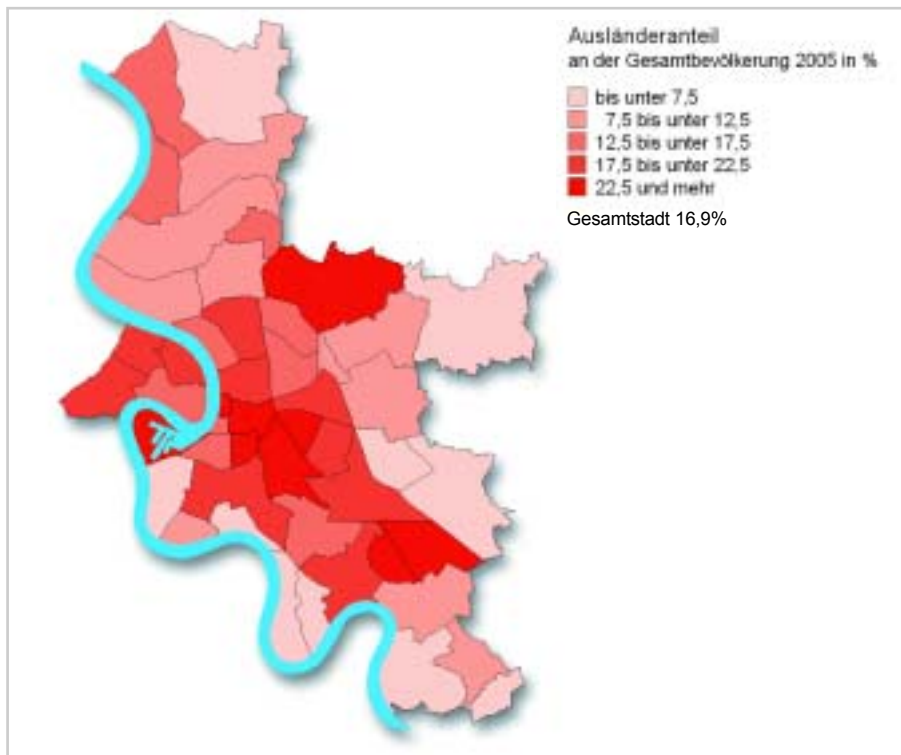 Ausländeranteil
an der Gesamtbevölkerung 2005 in %
bis unter 7,5
7,5 bis unter 12,5
12,5 bis unter 17,5
17,5 bis unter 22,5
22,5 und mehr
Gesamtstadt 16,9%